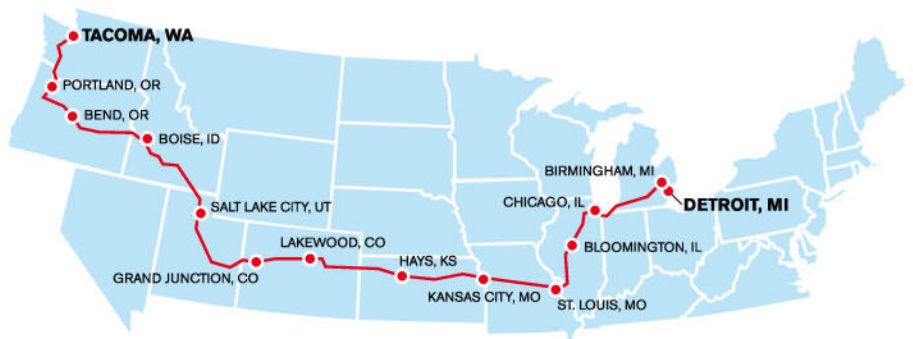 TACOMA, WA
PORTLAND, OR
BEND, OR
BOISE, ID
SALT LAKE CITY, UT
GRAND JUNCTION, CO
LAKEWOOD, CO
HAYS, KS
KANSAS CITY, MO
ST. LOUIS, MO
BLOOMINGTON, IL
CHICAGO, IL
BIRMINGHAM, MI
DETROIT, MI